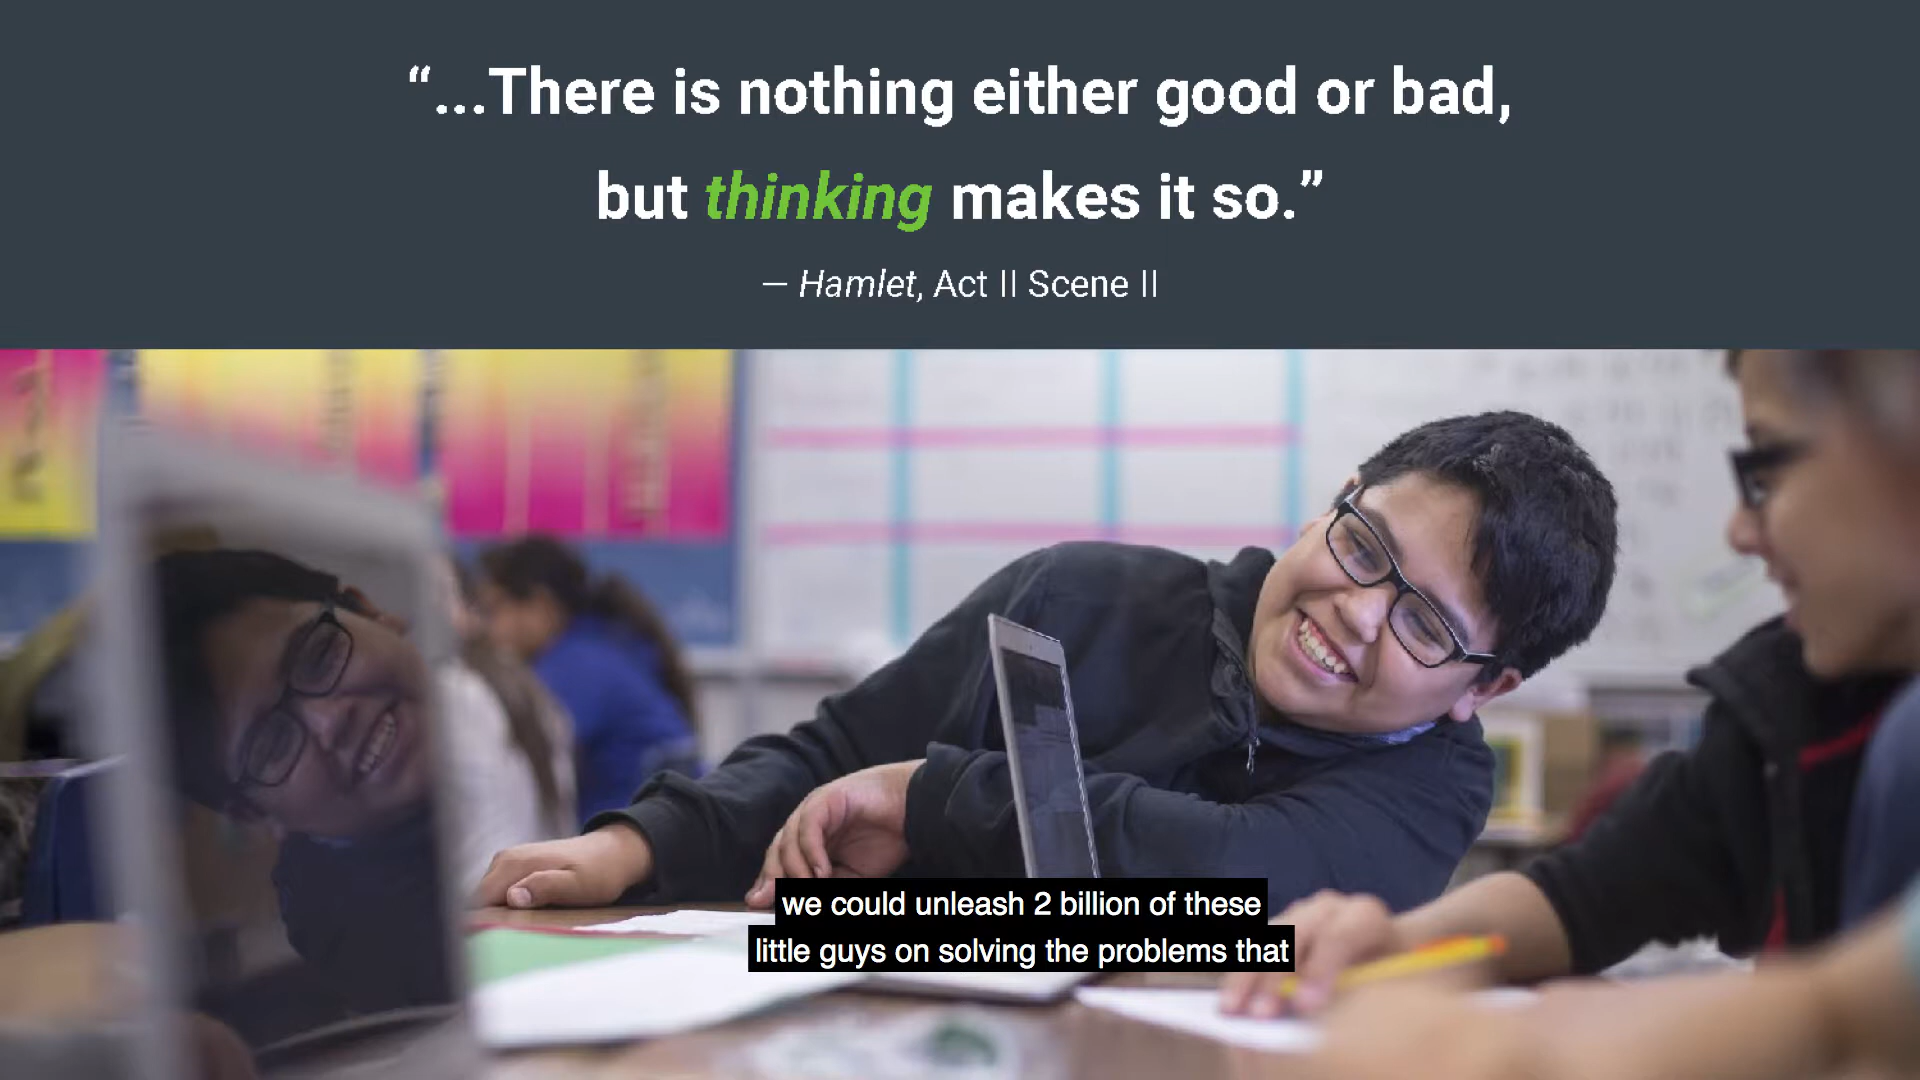 “...There is nothing either good or bad,
but thinking makes it so.”
— Hamlet, Act II Scene II
we could unleash 2 billion of these
little guys on solving the problems that